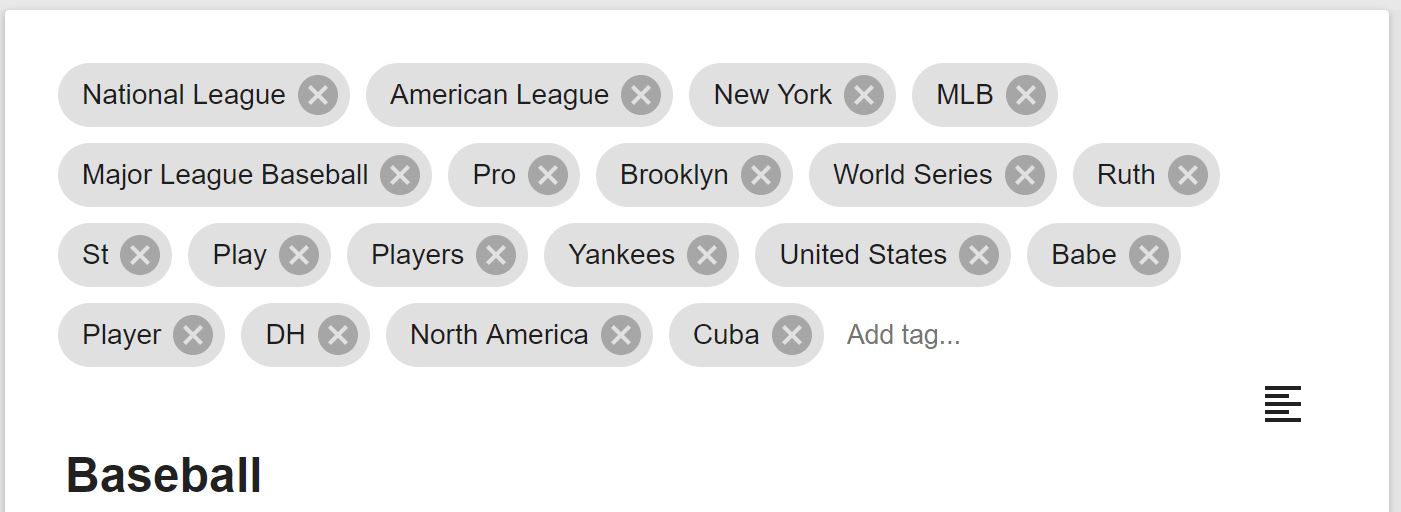 National League American League New York MLB
Major League Baseball Pro Brooklyn World Series Ruth
St Play Players Yankees United States Babe
Player DH North America Cuba Add tag...
Baseball